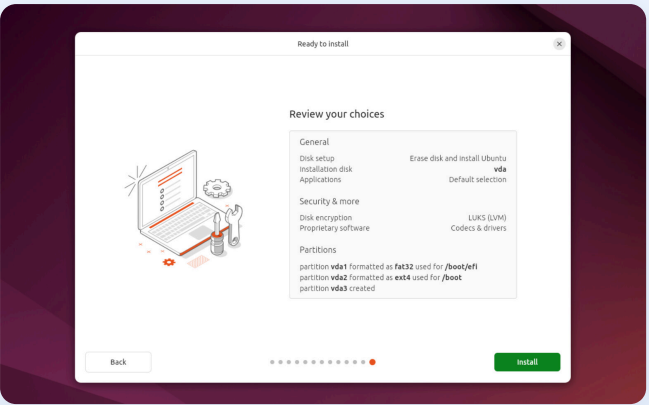 Ready to install
Review your choices
General
Disk setup Erase disk and install Ubuntu
Installation disk vda
Applications Default selection
Security & more
Disk encryption LUKS (LVM)
Proprietary software Codecs & drivers
Partitions
partition vda1 formatted as fat32 used for /boot/efi
partition vda2 formatted as ext4 used for /boot
partition vda3 created
Back Install